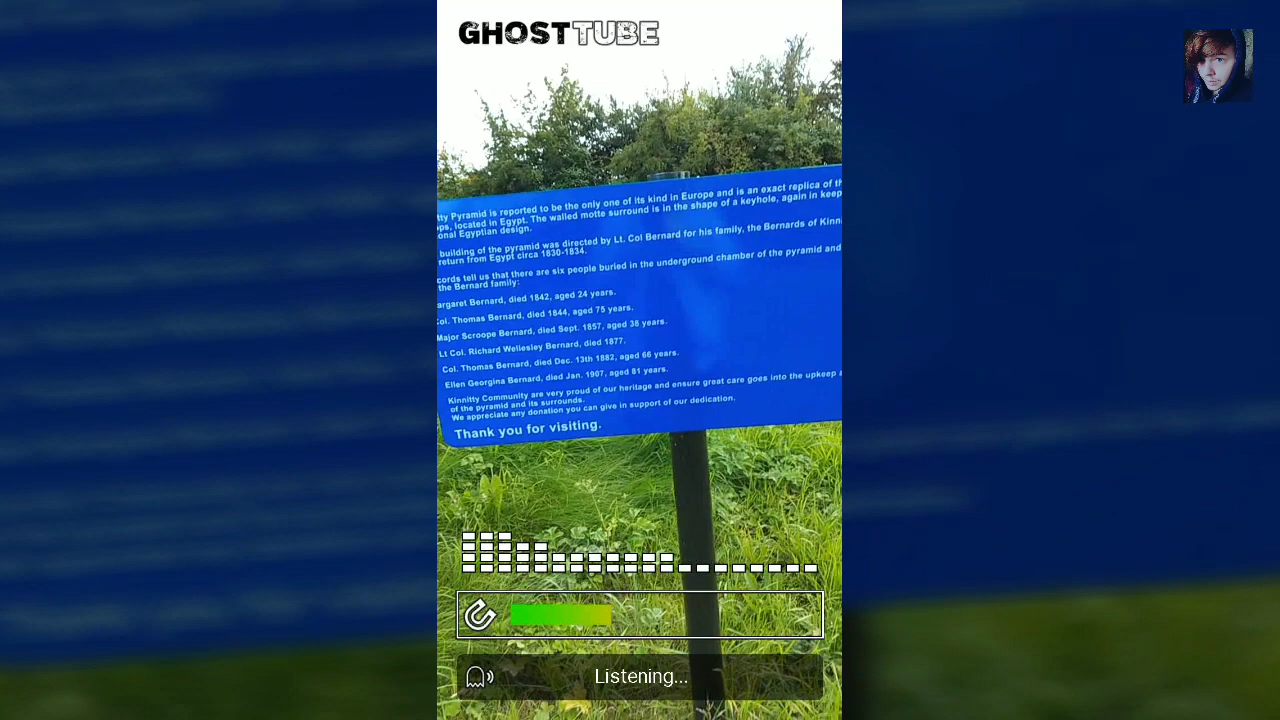 GHOSTTUBE
tty Pyramid is reported to be the only one of its kind in Europe and is an exact replica of th
ops, located in Egypt. The walled motte surround is in the shape of a keyhole, again in keep
onal Egyptian design.
building of the pyramid was directed by Lt. Col Bernard for his family, the Bernards of Kinn
return from Egypt circa 1830-1834.
cords tell us that there are six people buried in the underground chamber of the pyramid and
the Bernard family:
argaret Bernard, died 1842, aged 24 years.
Col. Thomas Bernard, died 1844, aged 75 years.
Major Scroope Bernard, died Sept. 1857, aged 38 years.
Lt Col. Richard Wellesley Bernard, died 1877.
Col. Thomas Bernard, died Dec. 13th 1882, aged 66 years.
Ellen Georgina Bernard, died Jan. 1907, aged 81 years.
Kinnitty Community are very proud of our heritage and ensure great care goes into the upkeep a
of the pyramid and its surrounds.
We appreciate any donation you can give in support of our dedication.
Thank you for visiting.
Listening...